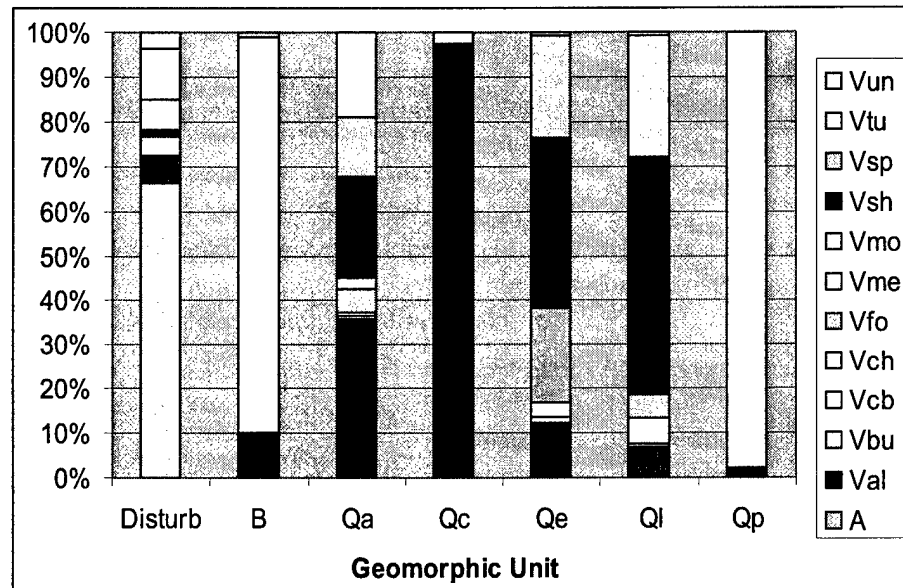 100%
90%
80%
70%
60%
50%
40%
30%
20%
10%
0%
Disturb B Qa Qc Qe Ql Qp
Geomorphic Unit
Vun
Vtu
Vsp
Vsh
Vmo
Vme
Vfo
Vch
Vcb
Vbu
Val
A